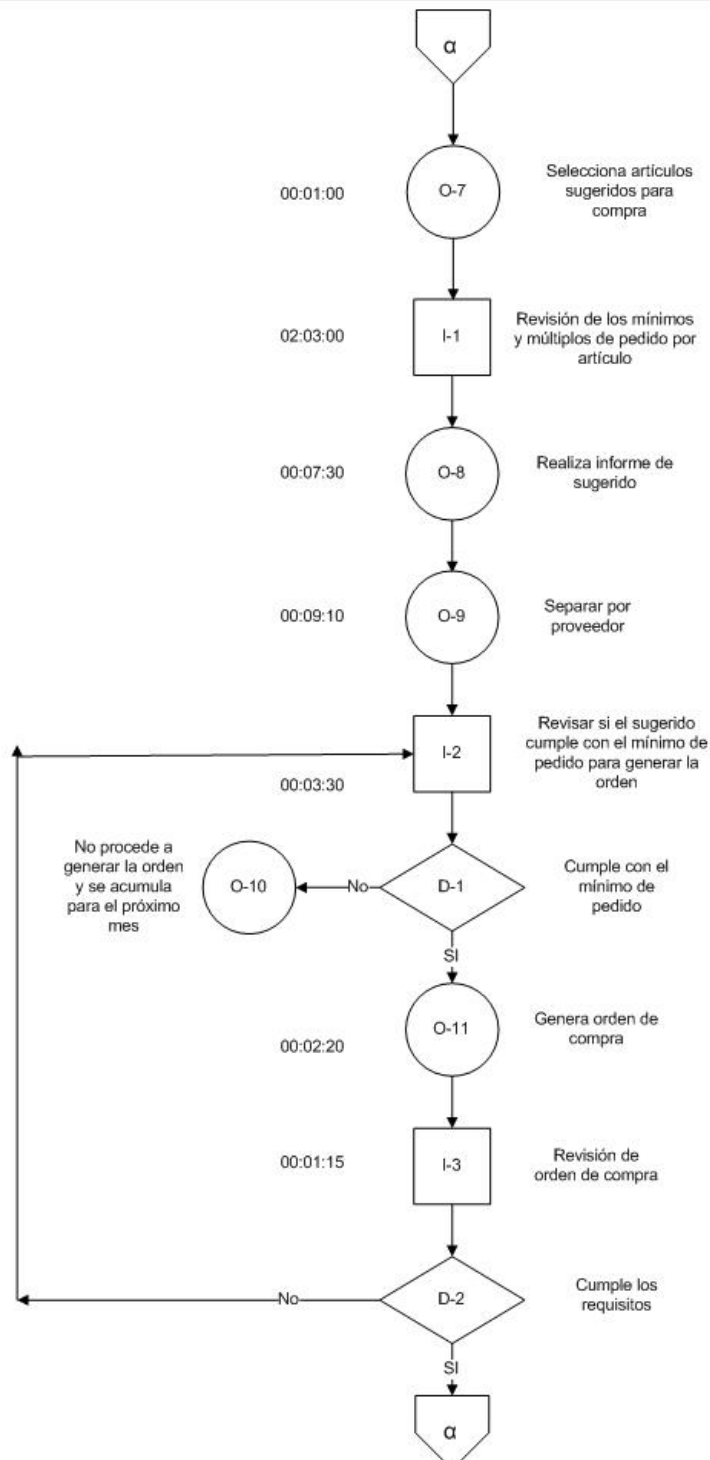 α
00:01:00
O-7
Selecciona artículos
sugeridos para
compra
02:03:00
I-1
Revisión de los mínimos
y múltiplos de pedido por
artículo
00:07:30
O-8
Realiza informe de
sugerido
00:09:10
O-9
Separar por
proveedor
I-2
Revisar si el sugerido
cumple con el mínimo de
pedido para generar la
orden
00:03:30
No procede a
generar la orden
y se acumula
para el próximo
mes
O-10
No
D-1
Cumple con el
mínimo de
pedido
SI
O-11
Genera orden de
compra
00:02:20
00:01:15
I-3
Revisión de
orden de compra
No
D-2
Cumple los
requisitos
SI
α